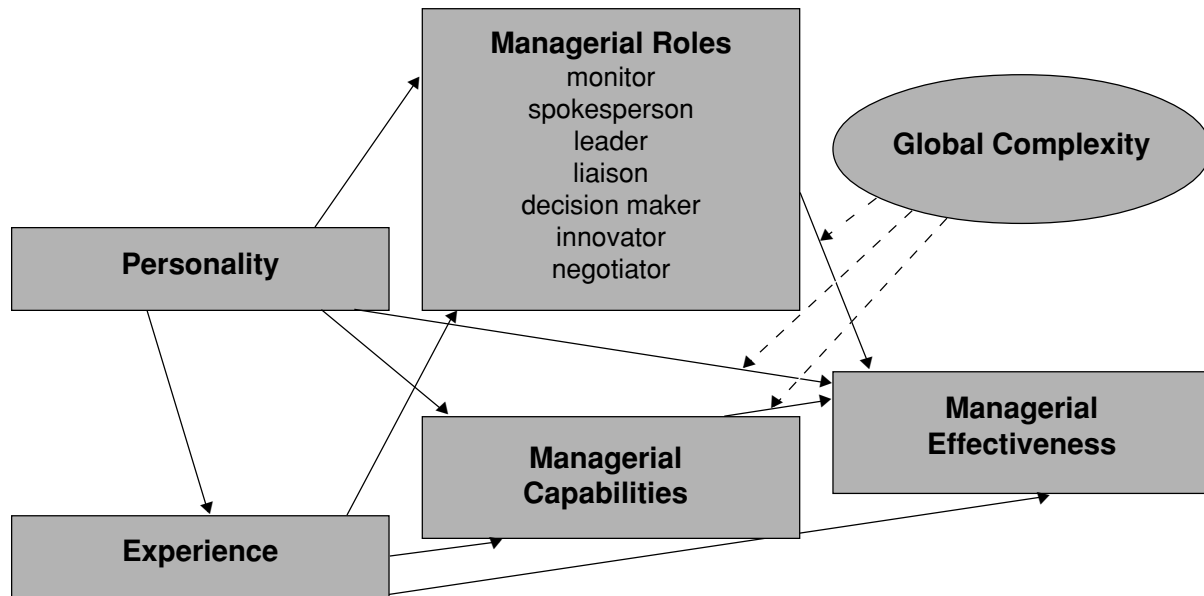 Managerial Roles
monitor
spokesperson
leader
liaison
decision maker
innovator
negotiator
Global Complexity
Personality
Managerial
Effectiveness
Managerial
Capabilities
Experience